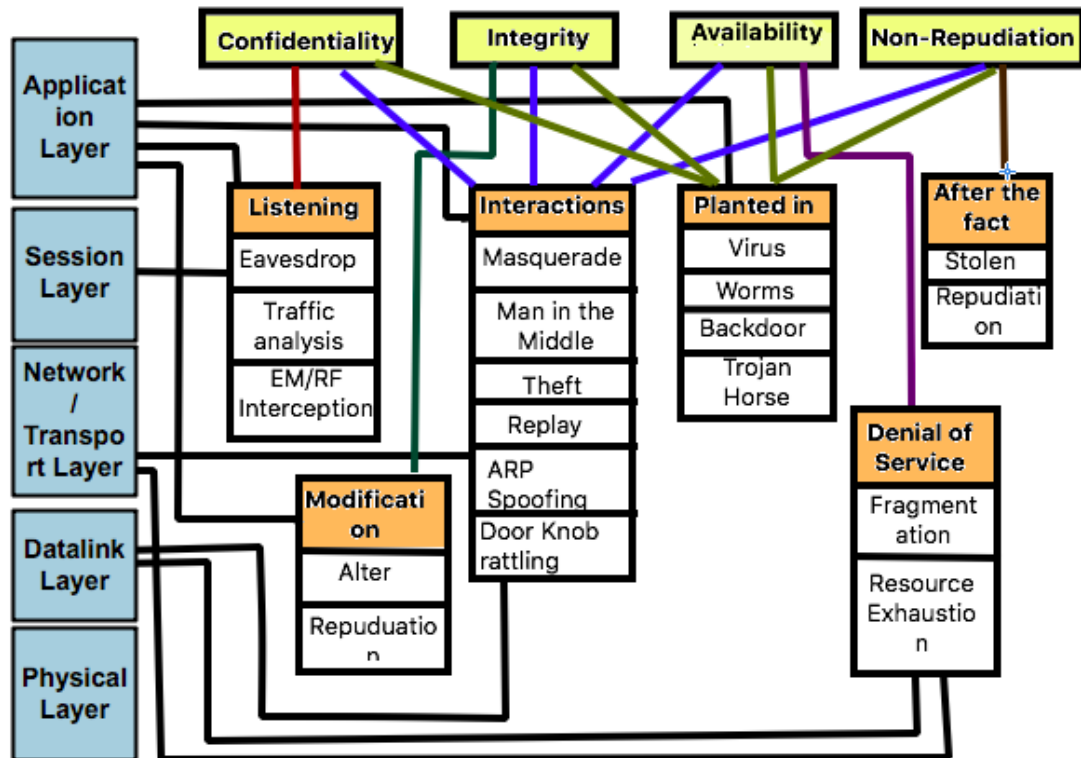 Confidentiality
Integrity
Availability
Non-Repudiation
Applicat
ion
Layer
Session
Layer
Network
/
Transpo
rt Layer
Datalink
Layer
Physical
Layer
Listening
Eavesdrop
Traffic
analysis
EM/RF
Interception
Modificati
on
Alter
Repuduatio
n
Interactions
Masquerade
Man in the
Middle
Theft
Replay
ARP
Spoofing
Door Knob
rattling
Planted in
Virus
Worms
Backdoor
Trojan
Horse
After the
fact
Stolen
Repudiati
on
Denial of
Service
Fragment
ation
Resource
Exhaustio
n